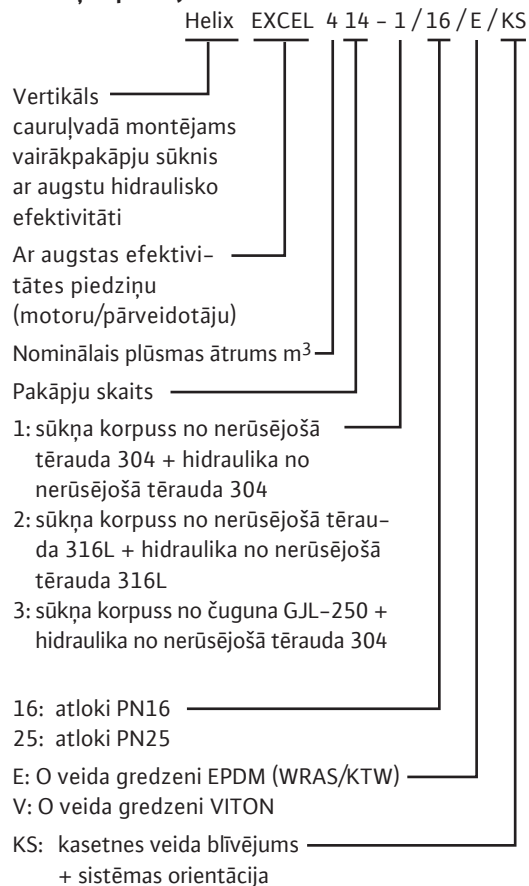 Helix EXCEL 4 14 – 1 / 16 / E / KS
Vertikāls
cauruļvadā montējams
vairākpakāpju sūknis
ar augstu hidraulisko
efektivitāti
Ar augstas efektivi–
tātes piedziņu
(motoru/pārveidotāju)
Nominālais plūsmas ātrums m³
Pakāpju skaits
1: sūkņa korpuss no nerūsējošā
tērauda 304 + hidraulika no
nerūsējošā tērauda 304
2: sūkņa korpuss no nerūsējošā tērau–
da 316L + hidraulika no nerūsējošā
tērauda 316L
3: sūkņa korpuss no čuguna GJL–250 +
hidraulika no nerūsējošā tērauda 304
16: atloki PN16
25: atloki PN25
E: O veida gredzeni EPDM (WRAS/KTW)
V: O veida gredzeni VITON
KS: kasetnes veida blīvējums
+ sistēmas orientācija